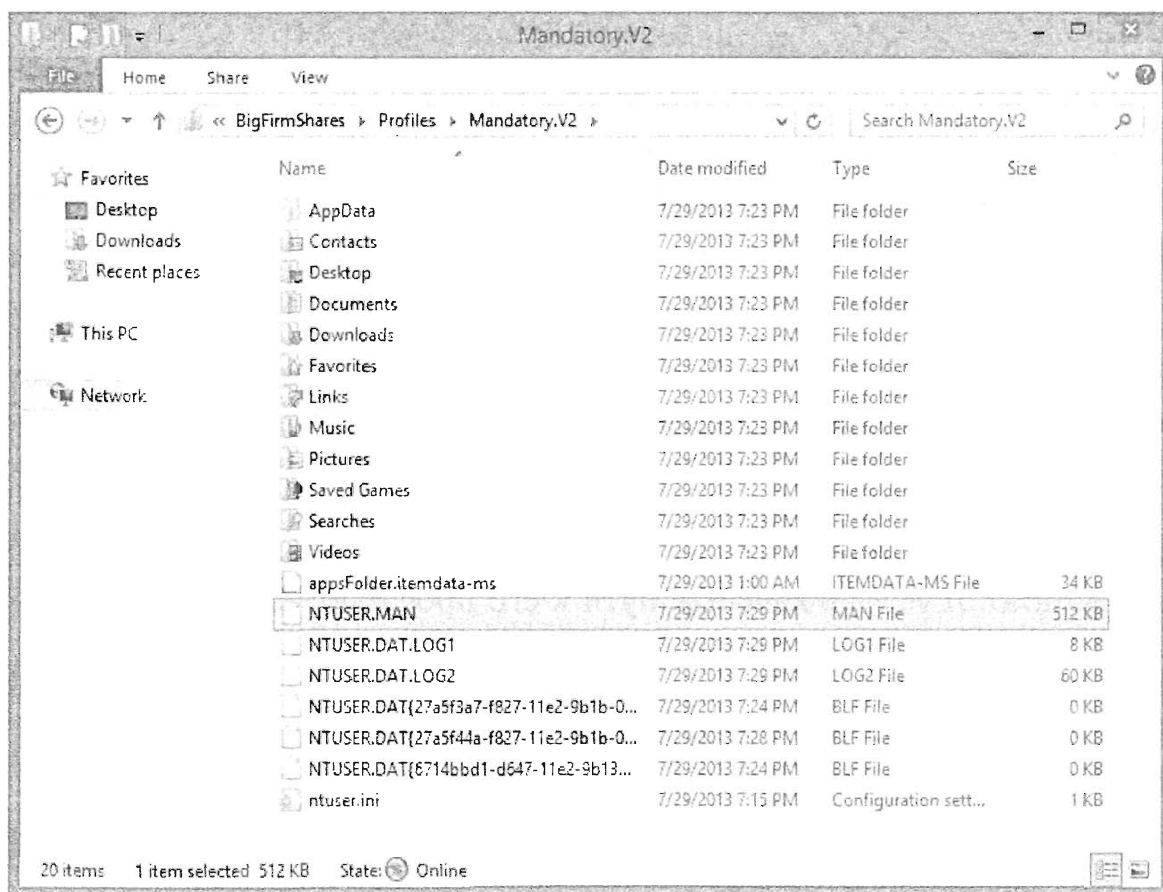 Mandatory.V2
File Home Share View
« BigFirmShares › Profiles › Mandatory.V2 › Search Mandatory.V2
Name Date modified Type Size
Favorites
Desktop
Downloads
Recent places
This PC
Network
AppData 7/29/2013 7:23 PM File folder
Contacts 7/29/2013 7:23 PM File folder
Desktop 7/29/2013 7:23 PM File folder
Documents 7/29/2013 7:23 PM File folder
Downloads 7/29/2013 7:23 PM File folder
Favorites 7/29/2013 7:23 PM File folder
Links 7/29/2013 7:23 PM File folder
Music 7/29/2013 7:23 PM File folder
Pictures 7/29/2013 7:23 PM File folder
Saved Games 7/29/2013 7:23 PM File folder
Searches 7/29/2013 7:23 PM File folder
Videos 7/29/2013 7:23 PM File folder
appsFolder.itemdata-ms 7/29/2013 1:00 AM ITEMDATA-MS File 34 KB
NTUSER.MAN 7/29/2013 7:29 PM MAN File 512 KB
NTUSER.DAT.LOG1 7/29/2013 7:29 PM LOG1 File 8 KB
NTUSER.DAT.LOG2 7/29/2013 7:29 PM LOG2 File 60 KB
NTUSER.DAT{27a5f3a7-f827-11e2-9b1b-0... 7/29/2013 7:24 PM BLF File 0 KB
NTUSER.DAT{27a5f44a-f827-11e2-9b1b-0... 7/29/2013 7:28 PM BLF File 0 KB
NTUSER.DAT{6714bbd1-d647-11e2-9b13... 7/29/2013 7:24 PM BLF File 0 KB
ntuser.ini 7/29/2013 7:15 PM Configuration sett... 1 KB
20 items 1 item selected 512 KB State: Online